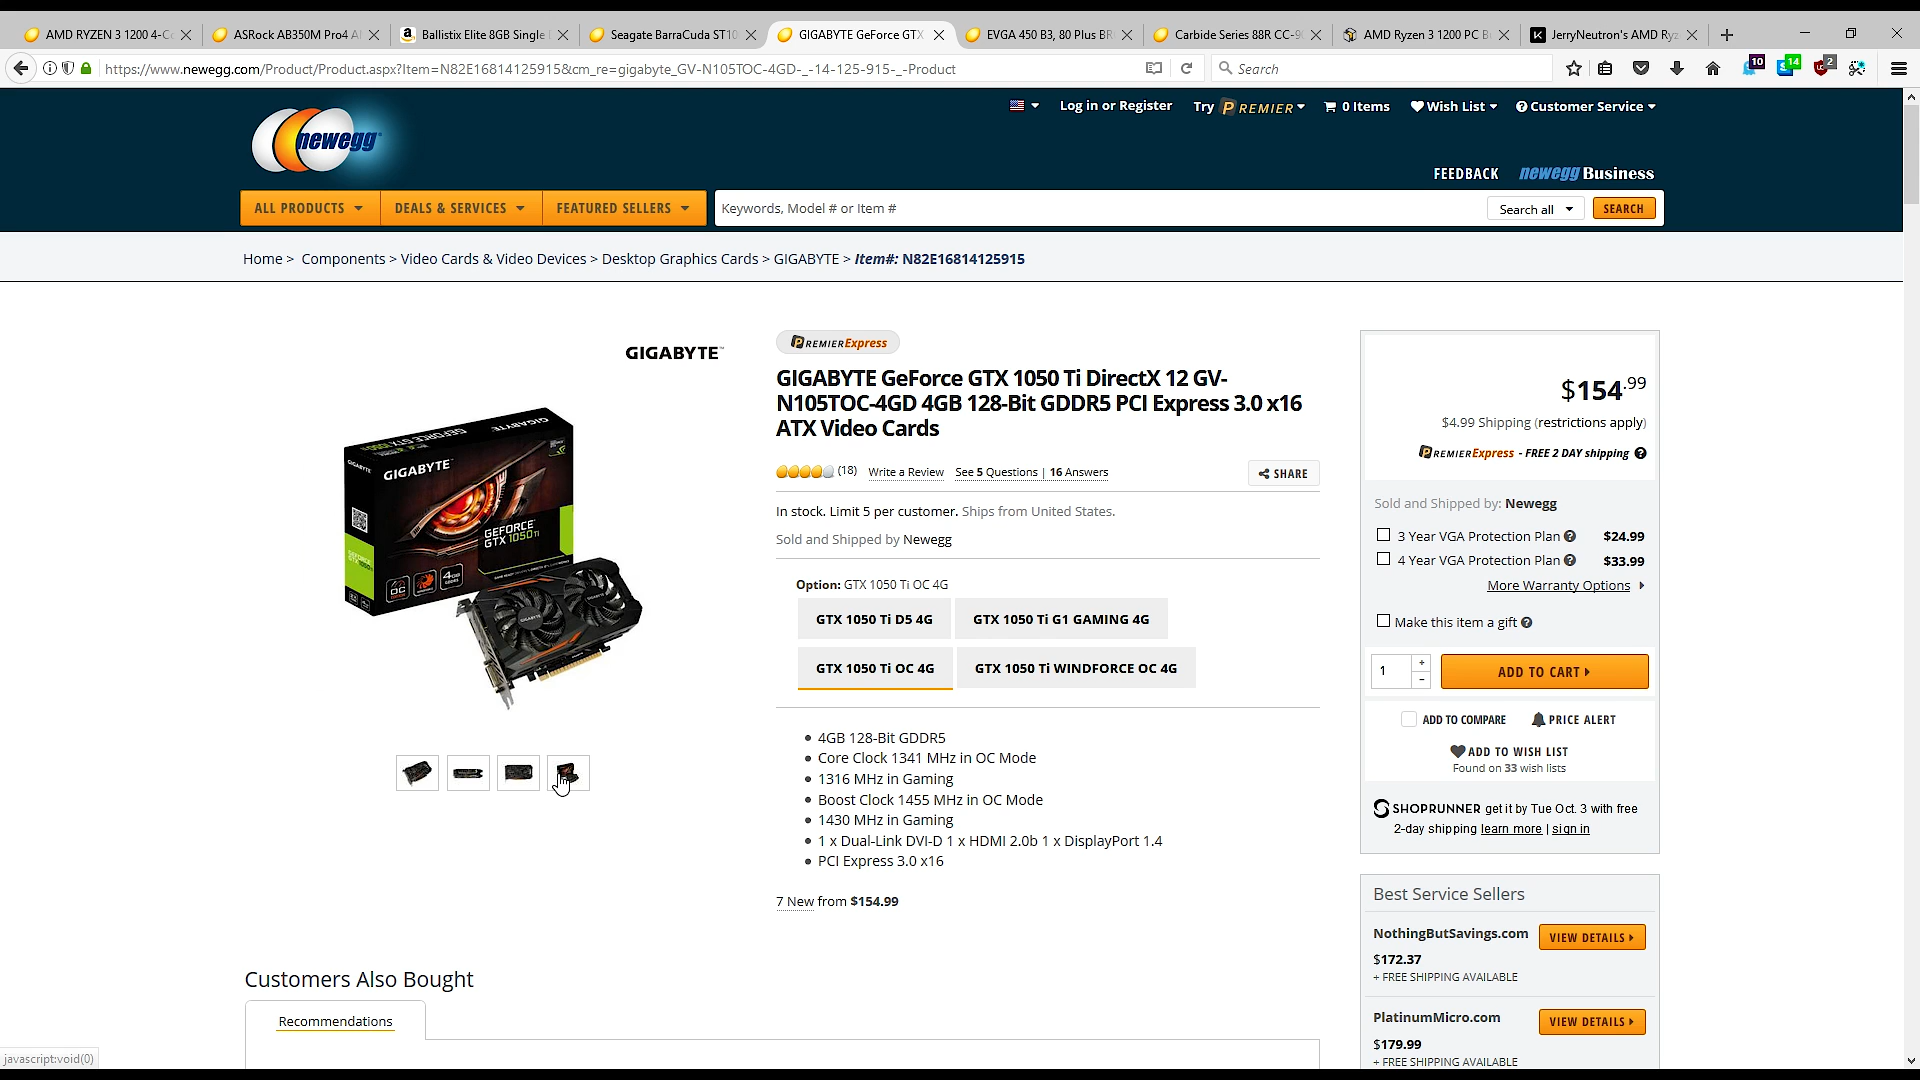 AMD RYZEN 3 1200 4-C
ASRock AB350M Pro4 A
Ballistix Elite 8GB Single
Seagate BarraCuda ST10
GIGABYTE GeForce GTX
EVGA 450 B3, 80 Plus BR
Carbide Series 88R CC-9
AMD Ryzen 3 1200 PC B
JerryNeutron's AMD Ryz
https://www.newegg.com/Product/Product.aspx?Item=N82E16814125915&cm_re=gigabyte_GV-N105TOC-4GD-_-14-125-915-_-Product
Search
10
14
2
Log in or Register
Try PREMIER
0 Items
Wish List
Customer Service
newegg
FEEDBACK
newegg Business
ALL PRODUCTS
DEALS & SERVICES
FEATURED SELLERS
Keywords, Model # or Item #
Search all
SEARCH
Home > Components > Video Cards & Video Devices > Desktop Graphics Cards > GIGABYTE > Item#: N82E16814125915
GIGABYTE™
PREMIER Express
GIGABYTE GeForce GTX 1050 Ti DirectX 12 GV-
N105TOC-4GD 4GB 128-Bit GDDR5 PCI Express 3.0 x16
ATX Video Cards
(18)
Write a Review
See 5 Questions | 16 Answers
SHARE
In stock. Limit 5 per customer. Ships from United States.
Sold and Shipped by Newegg
Option: GTX 1050 Ti OC 4G
GTX 1050 Ti D5 4G
GTX 1050 Ti G1 GAMING 4G
GTX 1050 Ti OC 4G
GTX 1050 Ti WINDFORCE OC 4G
4GB 128-Bit GDDR5
Core Clock 1341 MHz in OC Mode
1316 MHz in Gaming
Boost Clock 1455 MHz in OC Mode
1430 MHz in Gaming
1 x Dual-Link DVI-D 1 x HDMI 2.0b 1 x DisplayPort 1.4
PCI Express 3.0 x16
7 New from $154.99
GIGABYTE
GEFORCE
GTX 1050 Ti
OC
4GB
GIGABYTE
$154.99
$4.99 Shipping (restrictions apply)
PREMIER Express - FREE 2 DAY shipping
Sold and Shipped by: Newegg
3 Year VGA Protection Plan $24.99
4 Year VGA Protection Plan $33.99
More Warranty Options
Make this item a gift
1
+
-
ADD TO CART
ADD TO COMPARE
PRICE ALERT
ADD TO WISH LIST
Found on 33 wish lists
SHOPRUNNER get it by Tue Oct. 3 with free
2-day shipping learn more | sign in
Best Service Sellers
NothingButSavings.com
VIEW DETAILS
$172.37
+ FREE SHIPPING AVAILABLE
PlatinumMicro.com
VIEW DETAILS
$179.99
+ FREE SHIPPING AVAILABLE
Customers Also Bought
Recommendations
javascript:void(0)